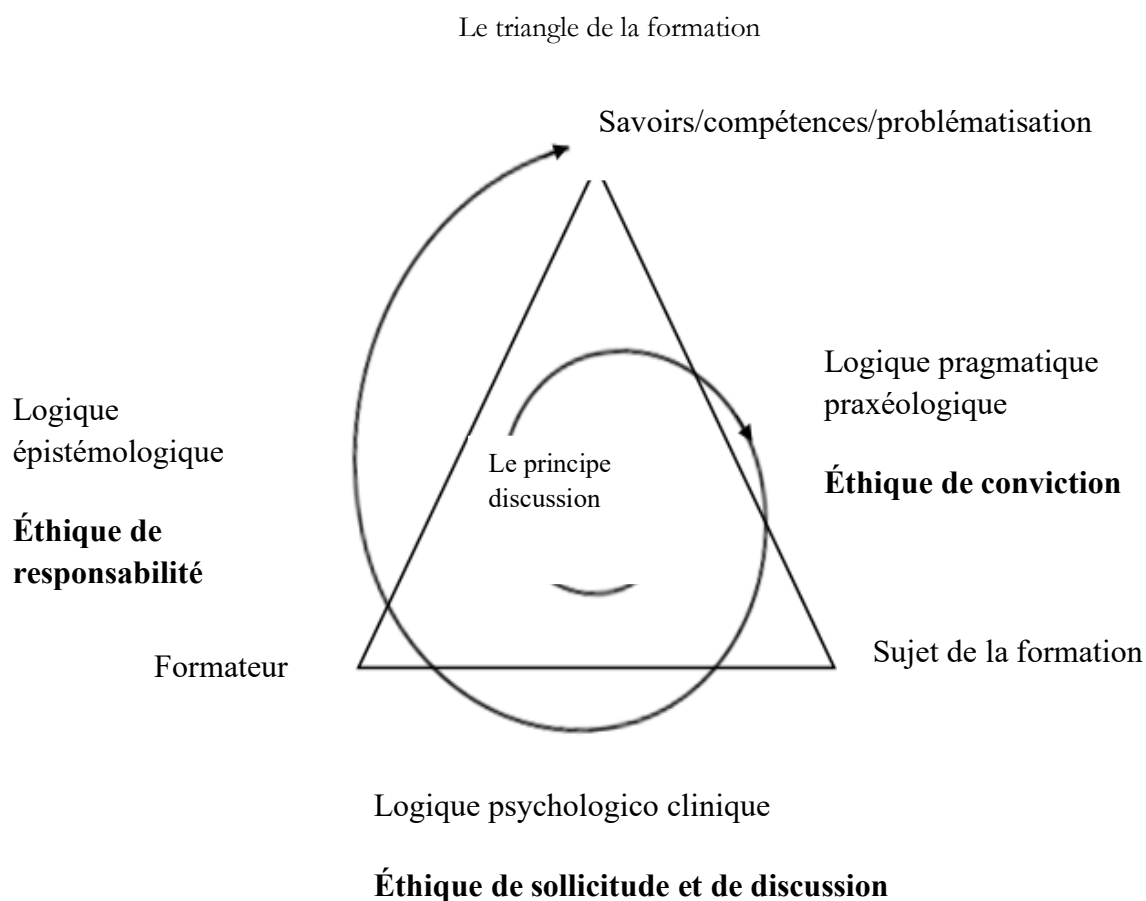 Le triangle de la formation
Savoirs/compétences/problématisation
Logique pragmatique
praxéologique
Éthique de conviction
Logique
épistémologique
Éthique de
responsabilité
Le principe
discussion
Formateur
Sujet de la formation
Logique psychologico clinique
Éthique de sollicitude et de discussion